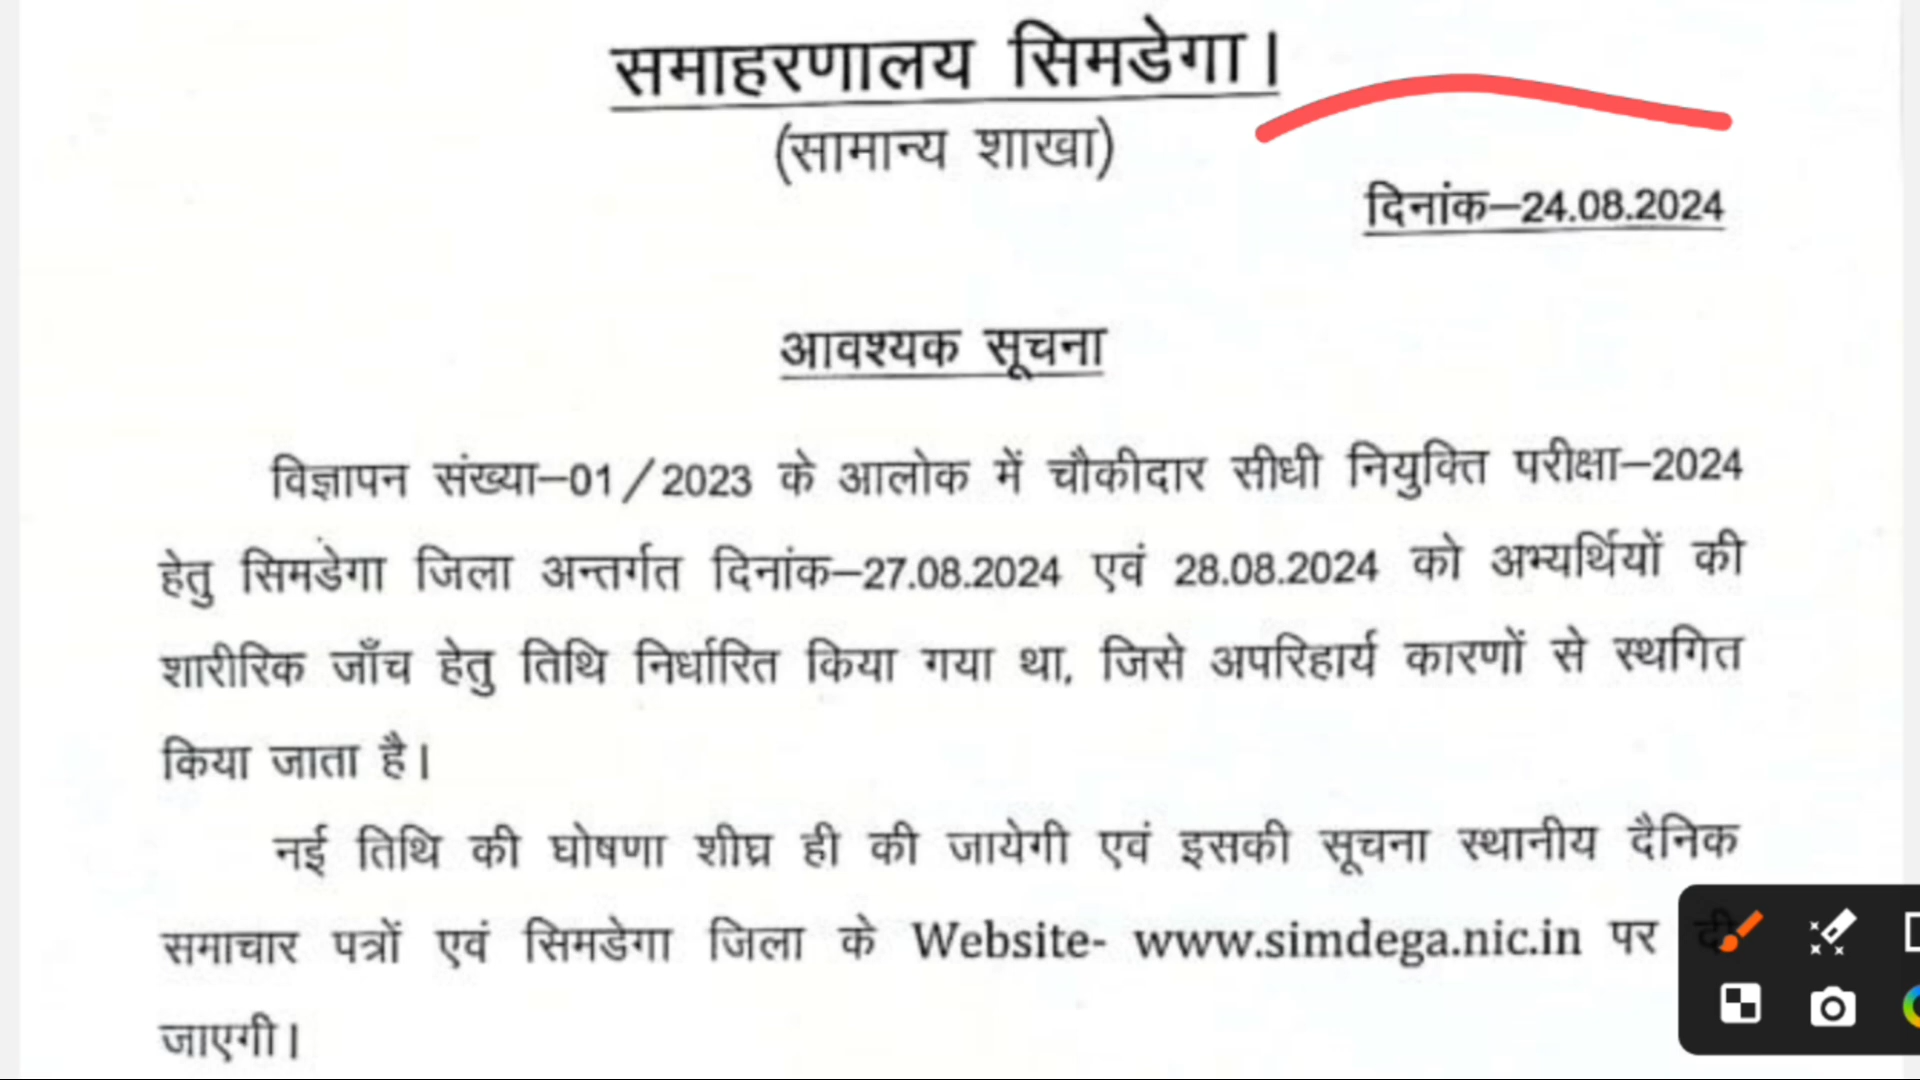 समाहरणालय सिमडेगा।
(सामान्य शाखा)
दिनांक–24.08.2024
आवश्यक सूचना
विज्ञापन संख्या–01/2023 के आलोक में चौकीदार सीधी नियुक्ति परीक्षा–2024
हेतु सिमडेगा जिला अन्तर्गत दिनांक–27.08.2024 एवं 28.08.2024 को अभ्यर्थियों की
शारीरिक जाँच हेतु तिथि निर्धारित किया गया था, जिसे अपरिहार्य कारणों से स्थगित
किया जाता है।
नई तिथि की घोषणा शीघ्र ही की जायेगी एवं इसकी सूचना स्थानीय दैनिक
समाचार पत्रों एवं सिमडेगा जिला के Website- www.simdega.nic.in पर दी
जाएगी।